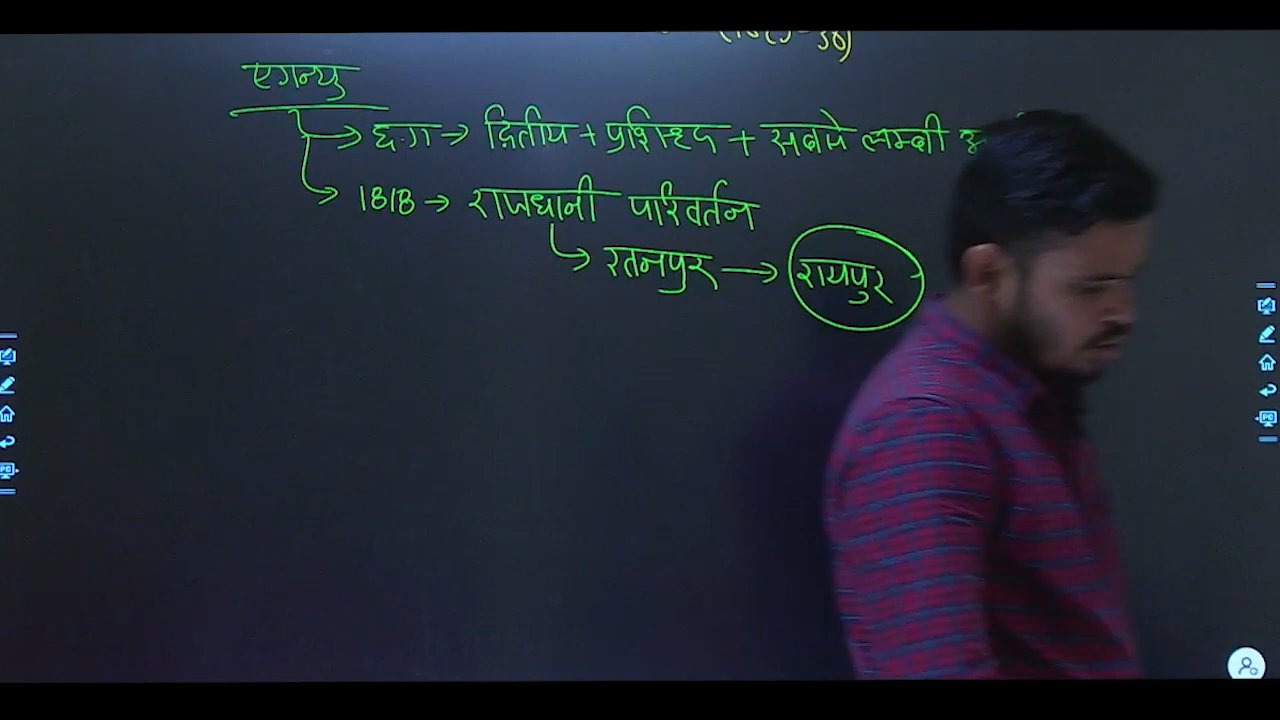 एगन्यु
→ छ.ग → द्वितीय + प्रसिध्द + सबसे लम्बी
→ 1818 → राजधानी परिवर्तन
→ रतनपुर → रायपुर